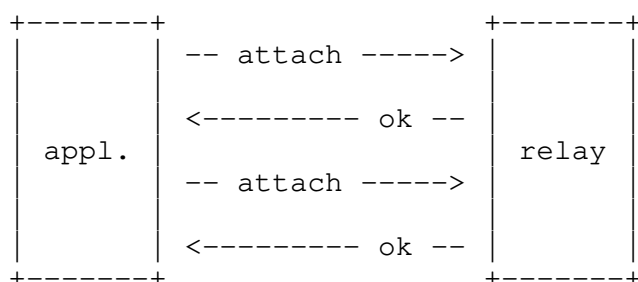 +-------+                +-------+
|       | -- attach -----> |       |
|       | <--------- ok -- |       |
| appl. |                  | relay |
|       | -- attach -----> |       |
|       | <--------- ok -- |       |
+-------+                +-------+